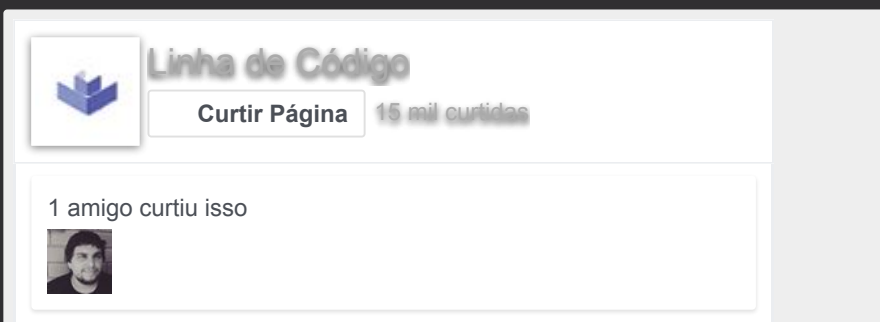 Linha de Código
Curtir Página
15 mil curtidas
1 amigo curtiu isso